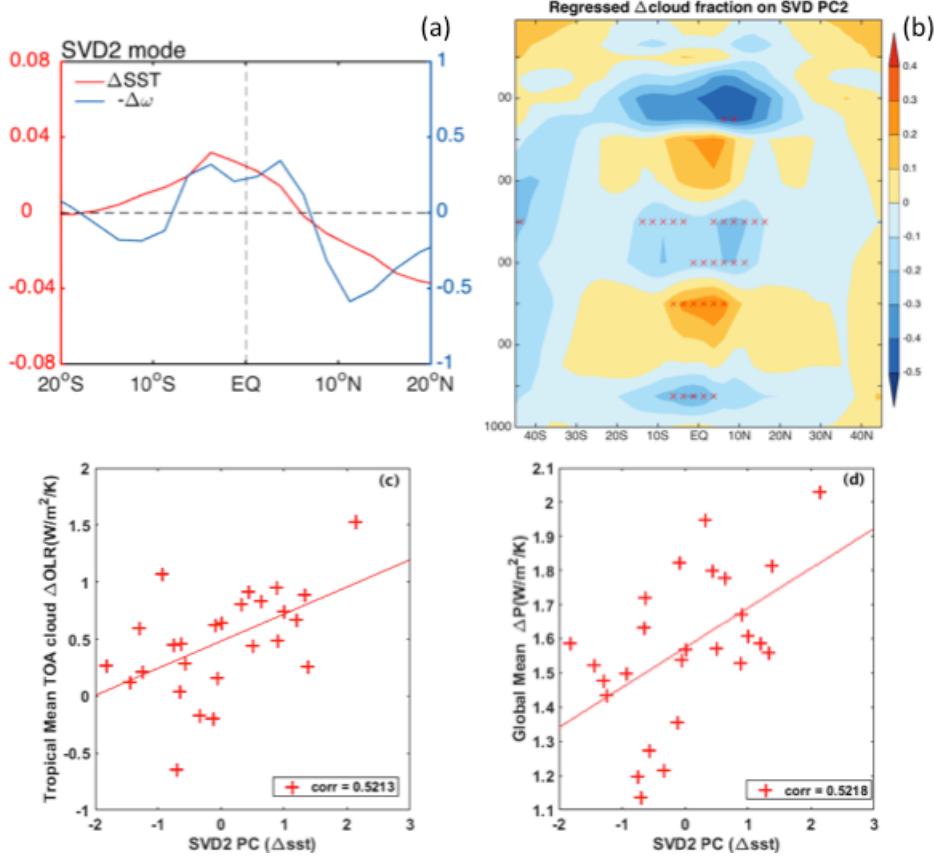 (a)
SVD2 mode
ΔSST
-Δω
0.08
0.04
0
-0.04
-0.08
1
0.5
0
-0.5
-1
20°S 10°S EQ 10°N 20°N
Regressed Δcloud fraction on SVD PC2
(b)
00
00
00
00
1000
40S 30S 20S 10S EQ 10N 20N 30N 40N
0.4
0.3
0.2
0.1
0
-0.1
-0.2
-0.3
-0.4
-0.5
(c)
Tropical Mean TOA cloud ΔOLR(W/m²/K)
2
1.5
1
0.5
0
-0.5
-1
-2 -1 0 1 2 3
SVD2 PC (Δsst)
corr = 0.5213
(d)
Global Mean ΔP(W/m²/K)
2.1
2
1.9
1.8
1.7
1.6
1.5
1.4
1.3
1.2
1.1
-2 -1 0 1 2 3
SVD2 PC (Δsst)
corr = 0.5218